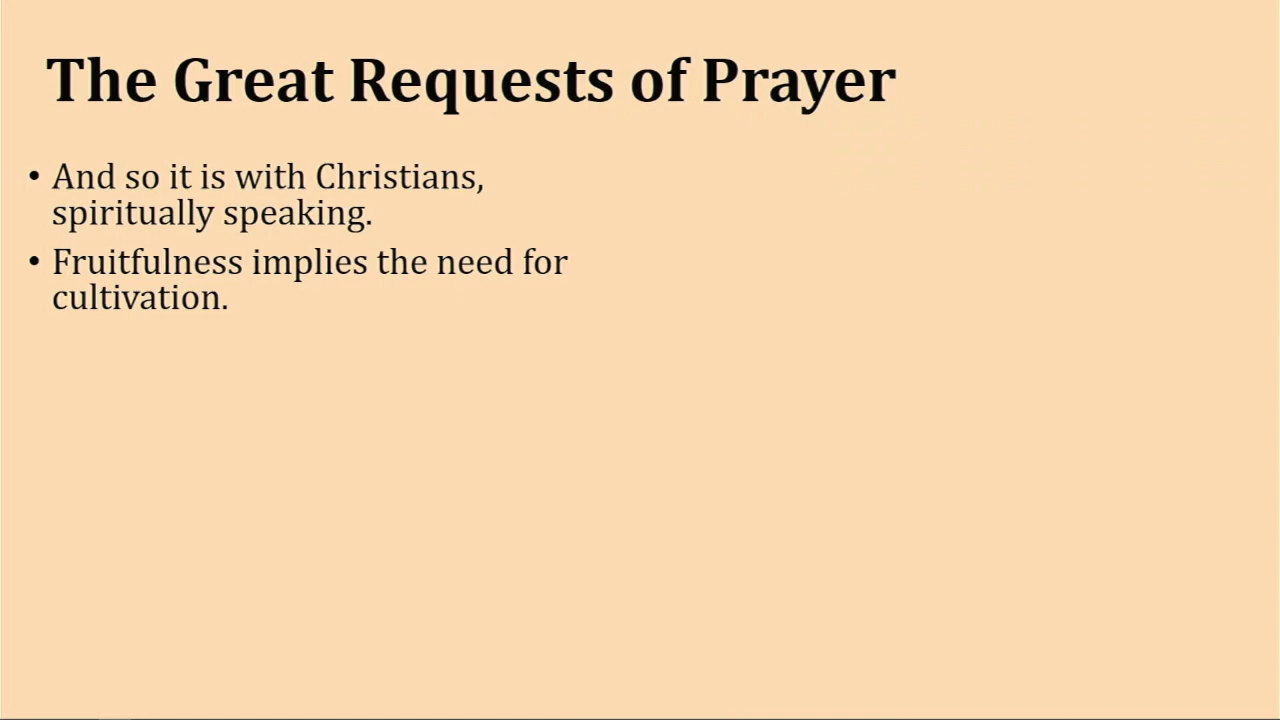 The Great Requests of Prayer
• And so it is with Christians,
spiritually speaking.
• Fruitfulness implies the need for
cultivation.